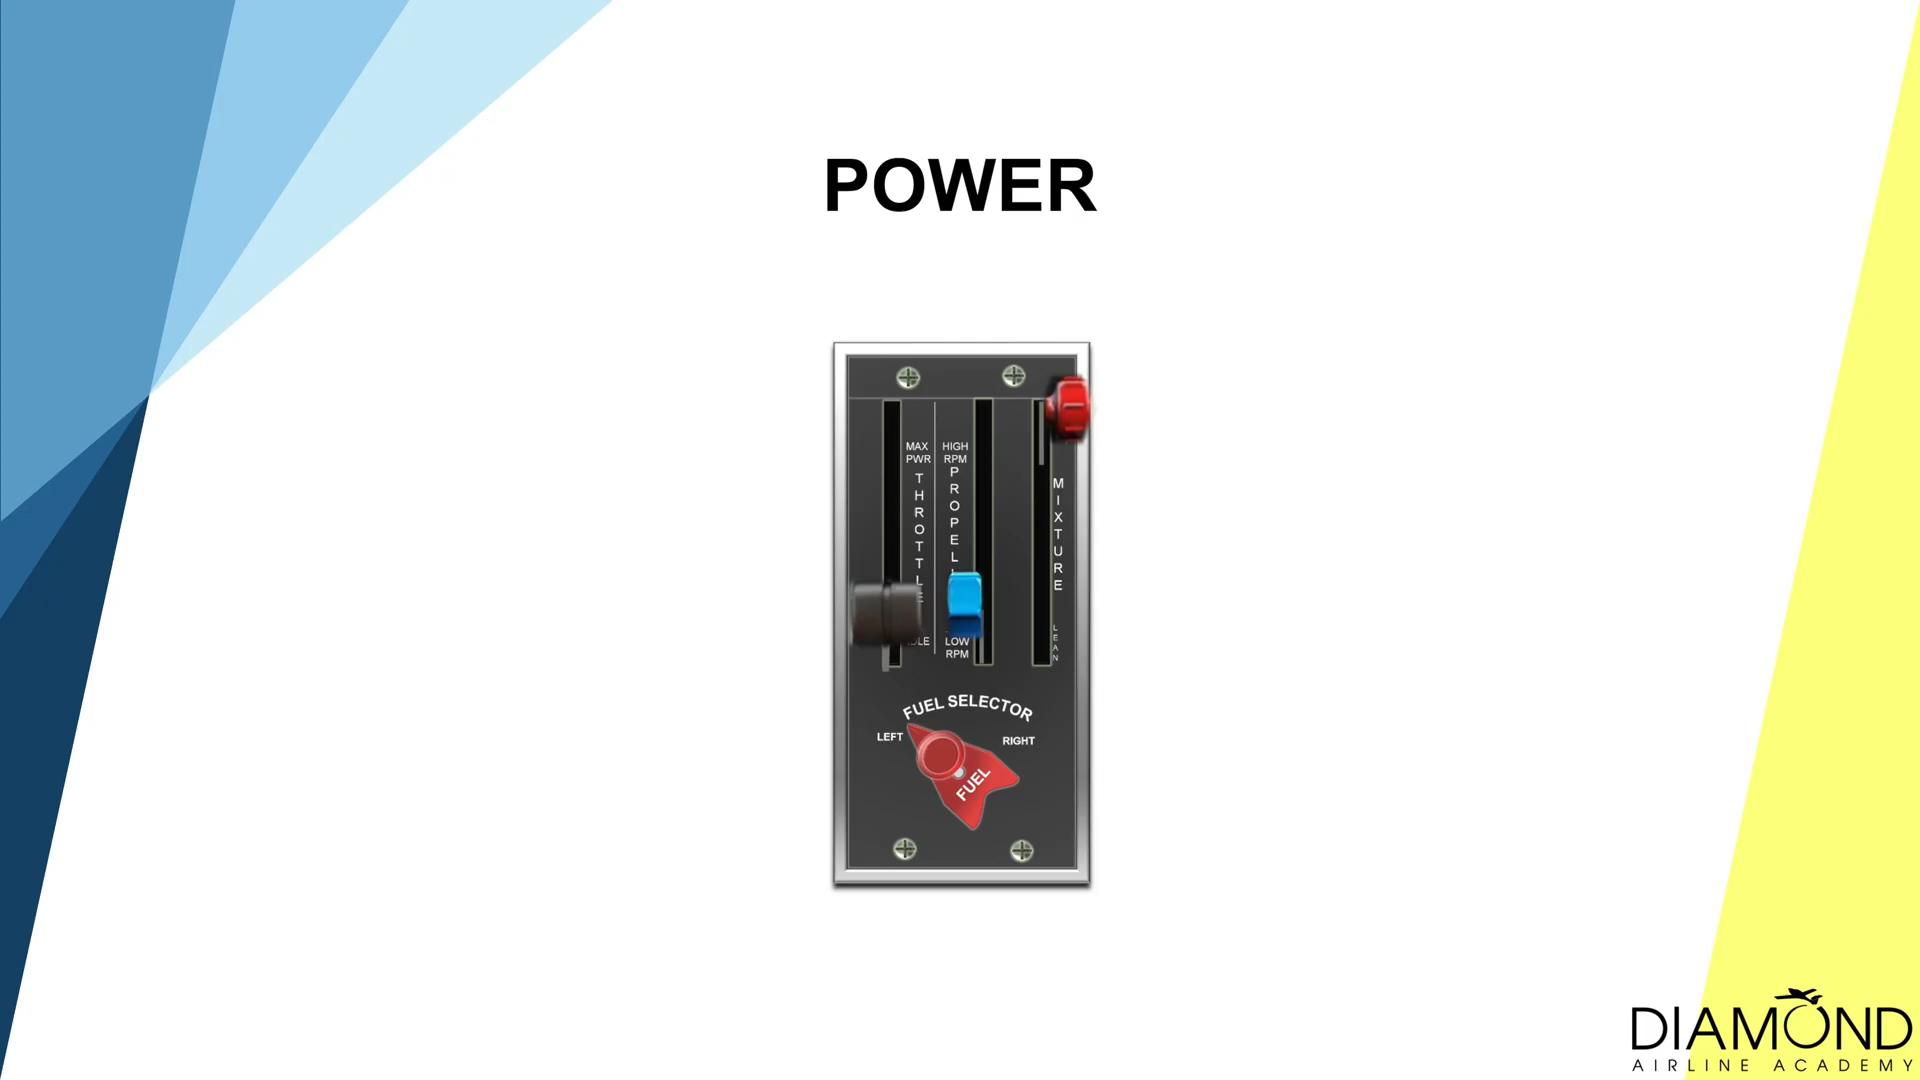 POWER
MAX
PWR
THROTTLE
IDLE
HIGH
RPM
PROPELL
LOW
RPM
MIXTURE
LEAN
FUEL SELECTOR
LEFT
RIGHT
FUEL
DIAMOND
AIRLINE ACADEMY